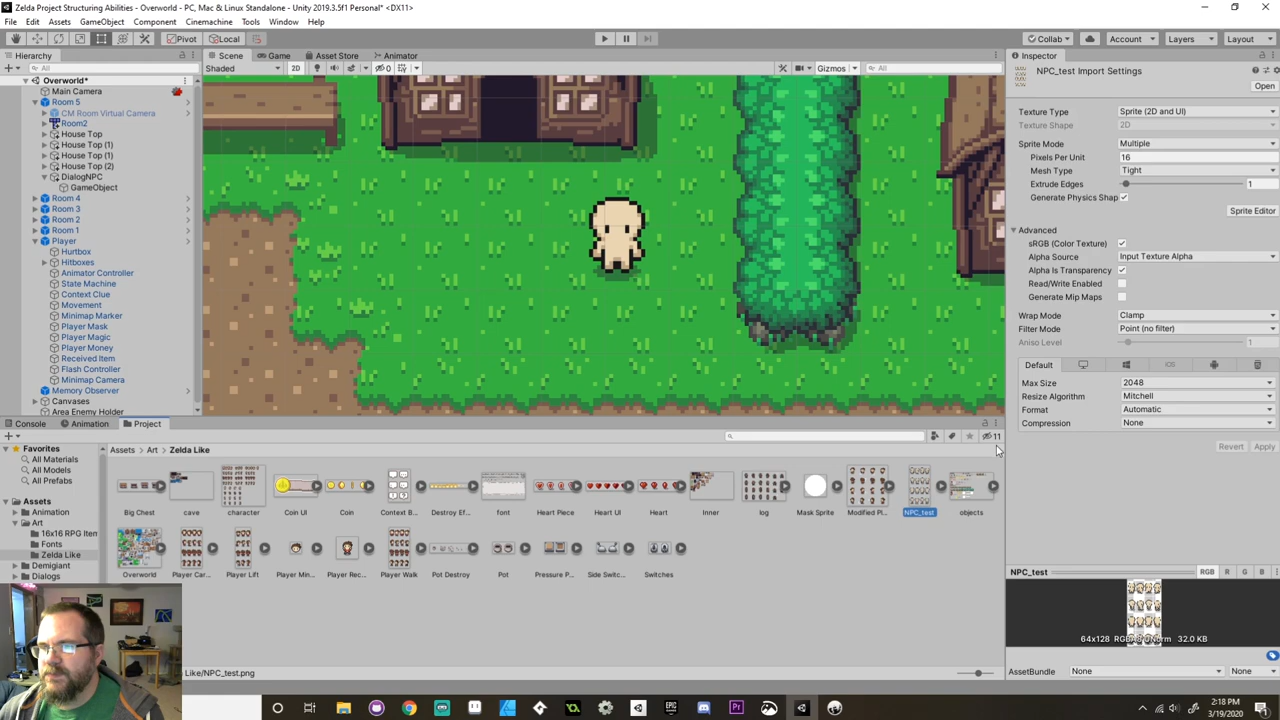 Zelda Project Structuring Abilities - Overworld - PC, Mac & Linux Standalone - Unity 2019.3.5f1 Personal* <DX11>
File Edit Assets GameObject Component Cinemachine Tools Window Help
Pivot Local Collab Account Layers Layout
Hierarchy
All
Overworld*
Main Camera
Room 5
CM Room Virtual Camera
Room2
House Top
House Top (1)
House Top (1)
House Top (2)
DialogNPC
GameObject
Room 4
Room 3
Room 2
Room 1
Player
Hurtbox
Hitboxes
Animator Controller
State Machine
Context Clue
Movement
Minimap Marker
Player Mask
Player Magic
Player Money
Received Item
Flash Controller
Minimap Camera
Memory Observer
Canvases
Area Enemy Holder
Scene Game Asset Store Animator
Shaded 2D 0 Gizmos All
Inspector
NPC_test Import Settings
Open
Texture Type Sprite (2D and UI)
Texture Shape 2D
Sprite Mode Multiple
Pixels Per Unit 16
Mesh Type Tight
Extrude Edges 1
Generate Physics Shap
Sprite Editor
Advanced
sRGB (Color Texture)
Alpha Source Input Texture Alpha
Alpha Is Transparency
Read/Write Enabled
Generate Mip Maps
Wrap Mode Clamp
Filter Mode Point (no filter)
Aniso Level 1
Default
Max Size 2048
Resize Algorithm Mitchell
Format Automatic
Compression None
Revert Apply
Console Animation Project
11
Favorites
All Materials
All Models
All Prefabs
Assets
Animation
Art
16x16 RPG Iten
Fonts
Zelda Like
Demigiant
Dialogs
Assets Art Zelda Like
Big Chest cave character Coin UI Coin Context B... Destroy Ef... font Heart Piece Heart UI Heart Inner log Mask Sprite Modified Pl... NPC_test objects
Overworld Player Car... Player Lift Player Min... Player Rec... Player Walk Pot Destroy Pot Pressure P... Side Switc... Switches
Like/NPC_test.png
NPC_test RGB R G B
64x128 RGBA8 UNorm 32.0 KB
AssetBundle None None
2:18 PM
3/19/2020